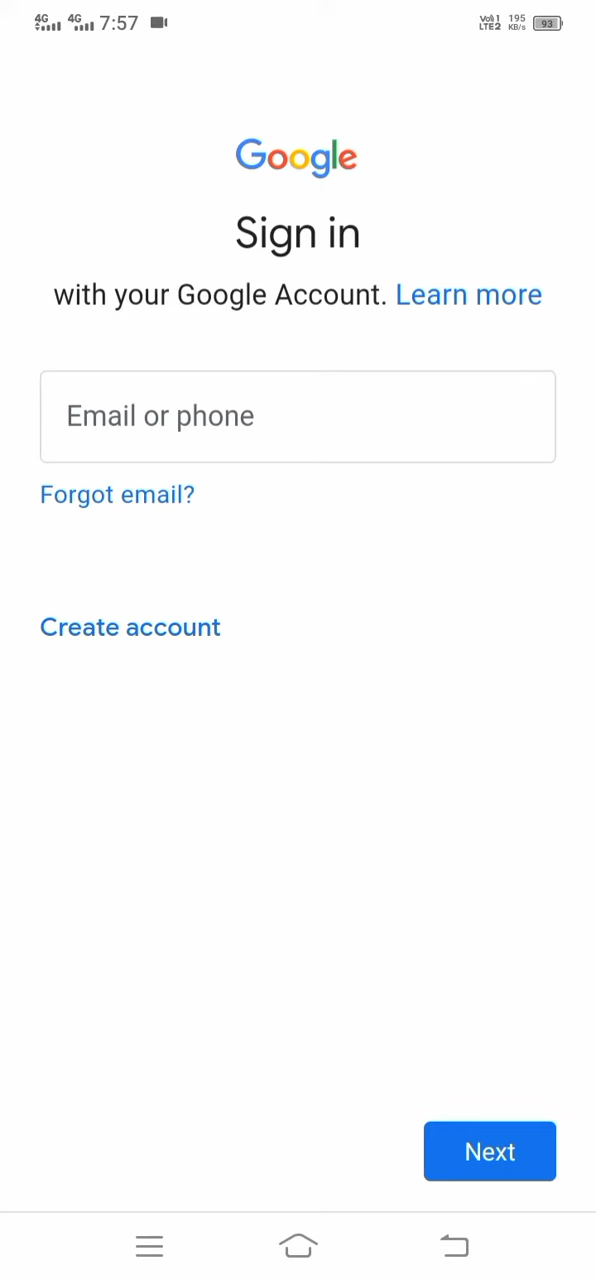 4G 4G 7:57 Vo) 1 LTE2 195 KB/s 93
Google
Sign in
with your Google Account. Learn more
Email or phone
Forgot email?
Create account
Next